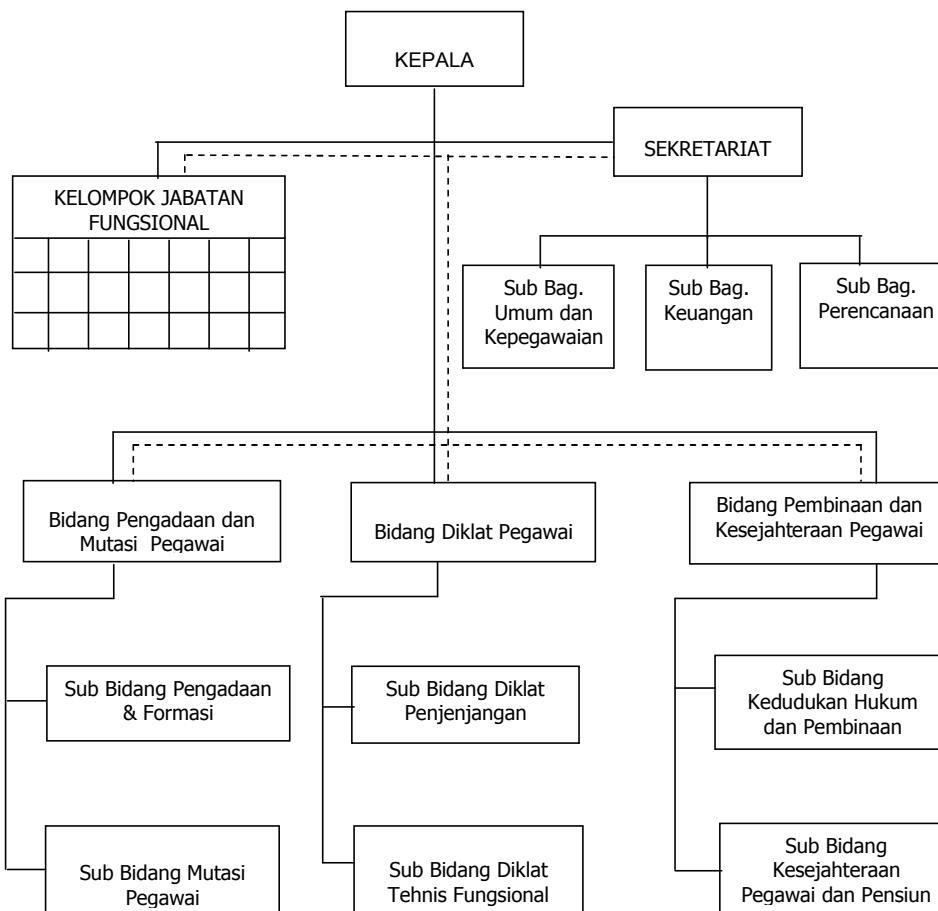 KEPALA
SEKRETARIAT
KELOMPOK JABATAN
FUNGSIONAL
Sub Bag.
Umum dan
Kepegawaian
Sub Bag.
Keuangan
Sub Bag.
Perencanaan
Bidang Pengadaan dan
Mutasi Pegawai
Bidang Diklat Pegawai
Bidang Pembinaan dan
Kesejahteraan Pegawai
Sub Bidang Pengadaan
& Formasi
Sub Bidang Diklat
Penjenjangan
Sub Bidang
Kedudukan Hukum
dan Pembinaan
Sub Bidang Mutasi
Pegawai
Sub Bidang Diklat
Tehnis Fungsional
Sub Bidang
Kesejahteraan
Pegawai dan Pensiun